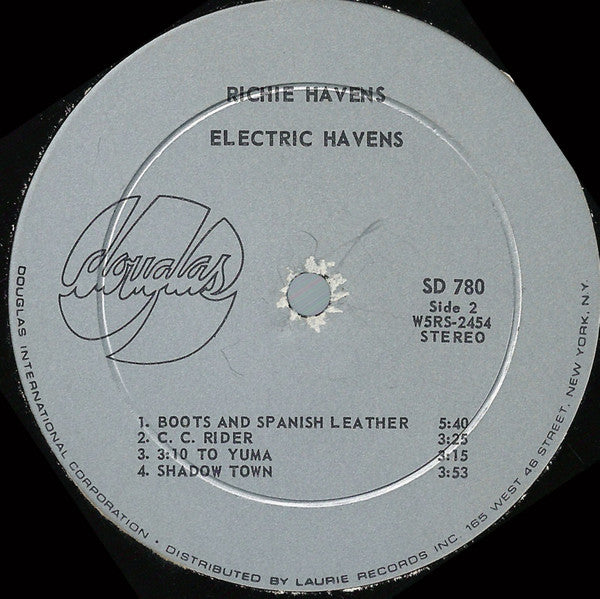 RICHIE HAVENS
ELECTRIC HAVENS
douglas
SD 780
Side 2
W5RS-2454
STEREO
1. BOOTS AND SPANISH LEATHER 5:40
2. C. C. RIDER 3:25
3. 3:10 TO YUMA 3:15
4. SHADOW TOWN 3:53
DOUGLAS INTERNATIONAL CORPORATION • DISTRIBUTED BY LAURIE RECORDS INC. 165 WEST 46 STREET, NEW YORK, N.Y.